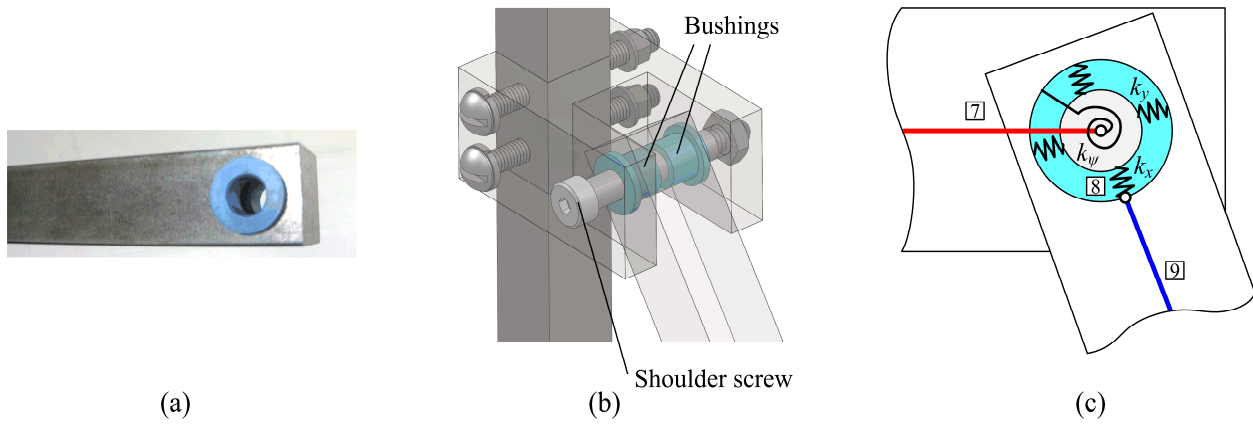 Bushings
Shoulder screw
7
8
9
k_y
k_ψ
k_x
(a)
(b)
(c)